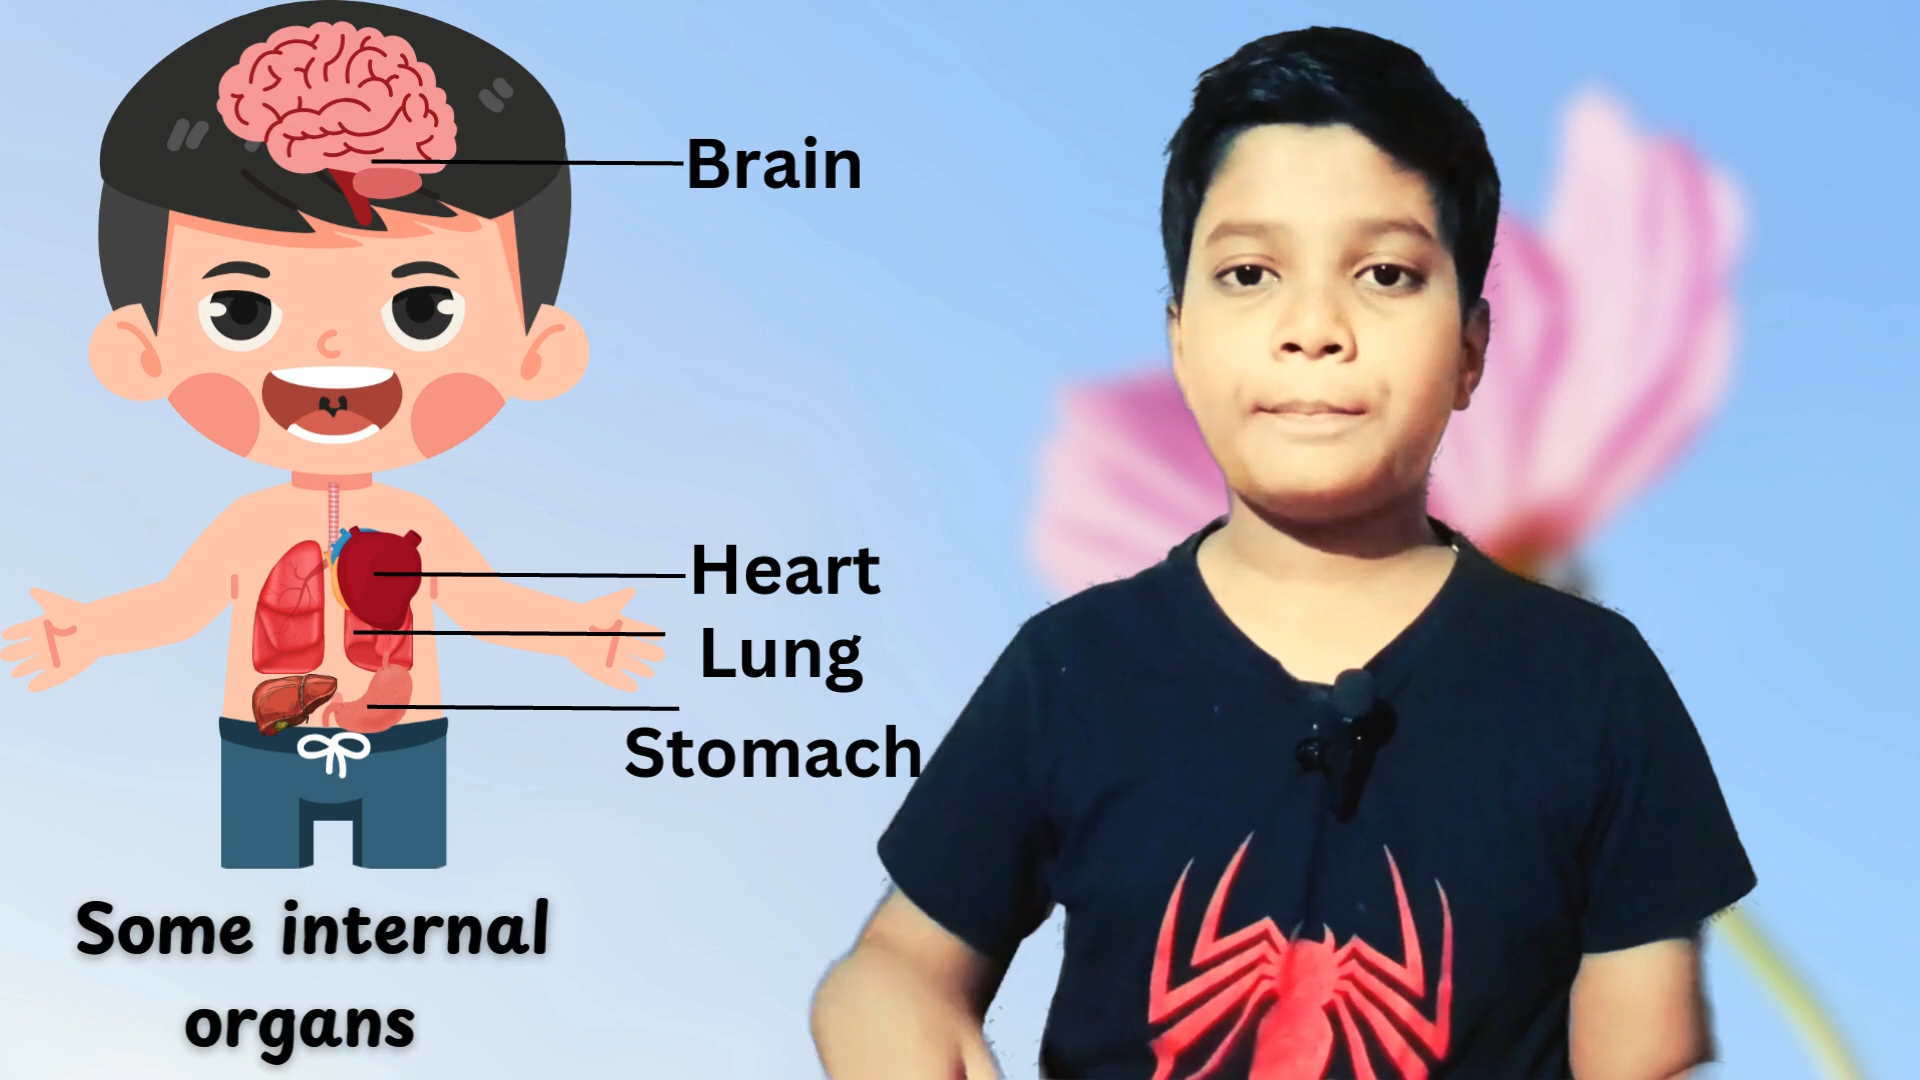 Brain
Heart
Lung
Stomach
Some internal
organs